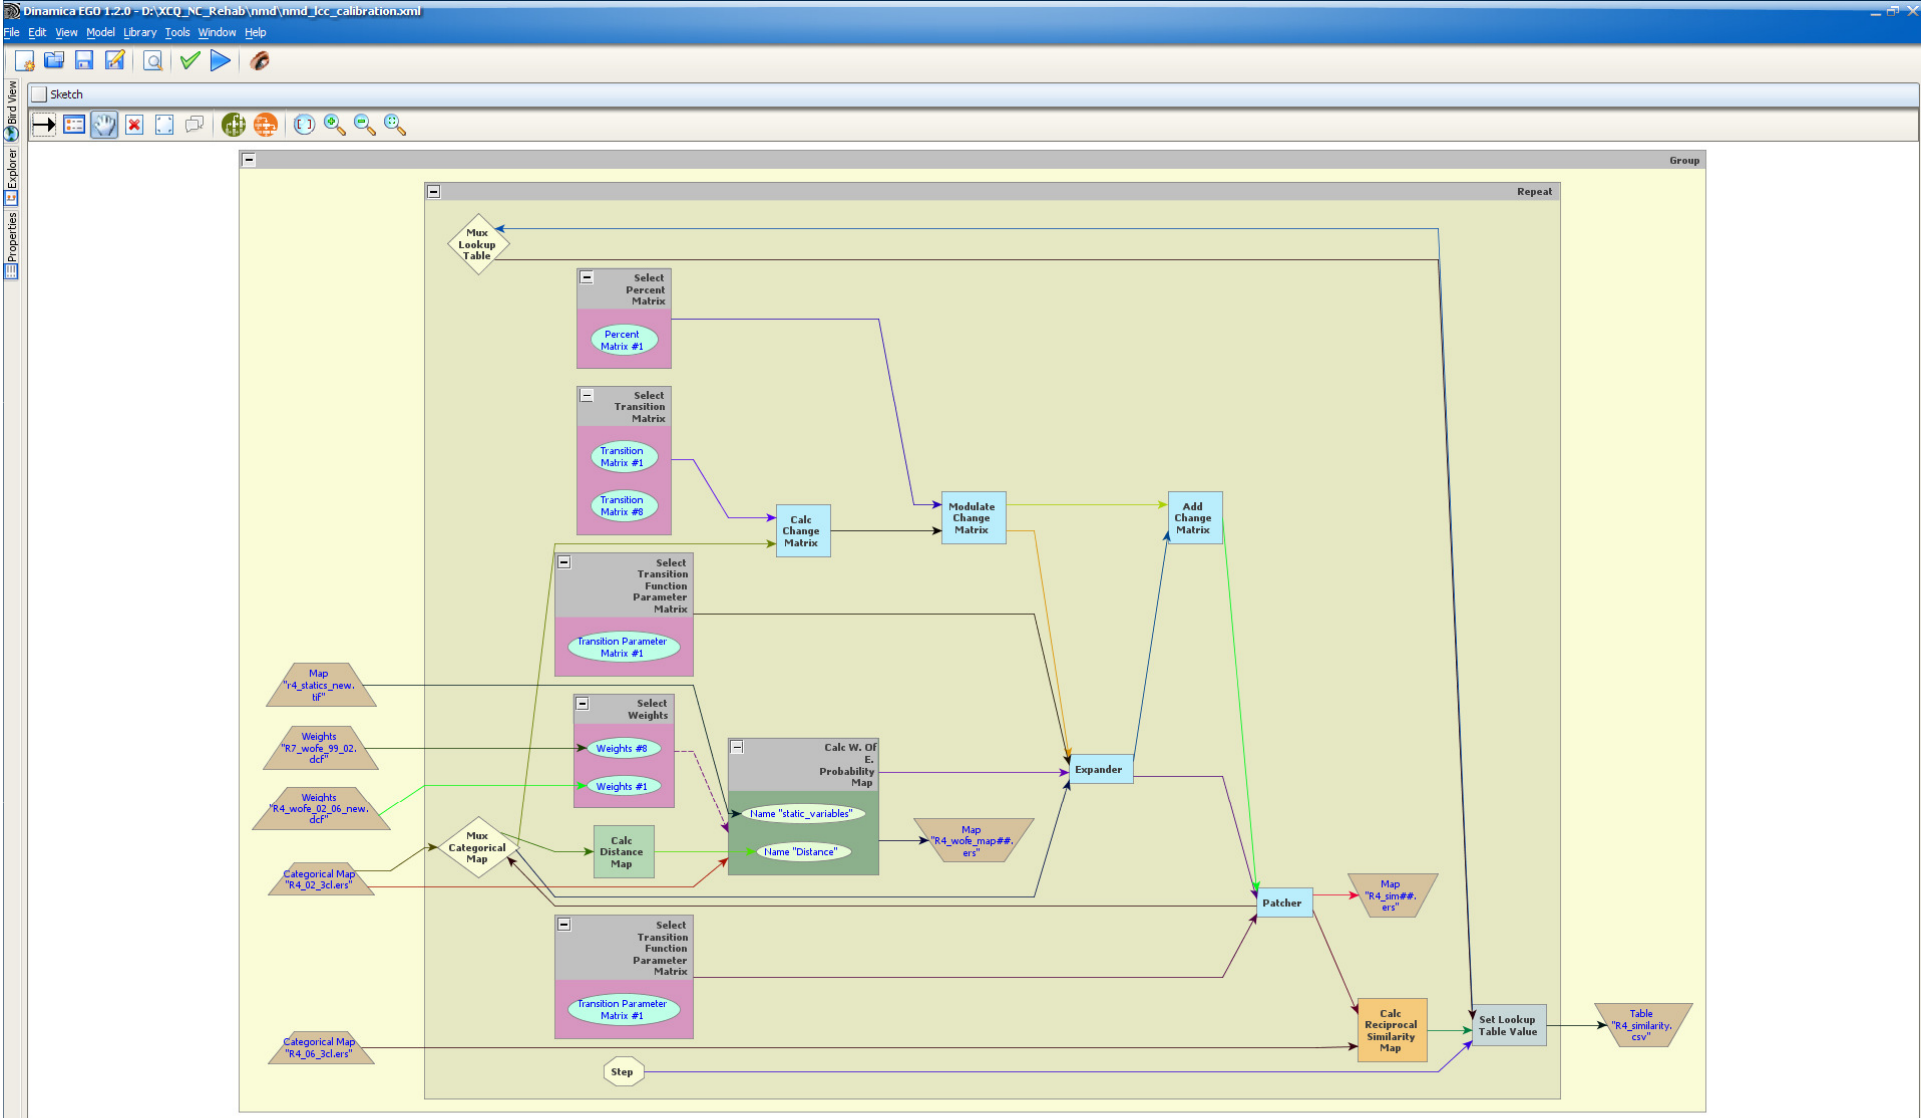 Dinamica EGO 1.2.0 - D:\XCQ_NC_Rehab\nmd\nmd_lcc_calibration.xml
File Edit View Model Library Tools Window Help
Bird View
Explorer
Properties
Sketch
Group
Repeat
Mux
Lookup
Table
Select
Percent
Matrix
Percent
Matrix #1
Select
Transition
Matrix
Transition
Matrix #1
Transition
Matrix #8
Calc
Change
Matrix
Modulate
Change
Matrix
Add
Change
Matrix
Select
Transition
Function
Parameter
Matrix
Transition Parameter
Matrix #1
Map
"r4_statics_new.
tif"
Weights
"R7_wofe_99_02.
dcf"
Weights
"R4_wofe_02_06_new.
dcf"
Select
Weights
Weights #8
Weights #1
Calc W. Of
E.
Probability
Map
Name "static_variables"
Name "Distance"
Expander
Mux
Categorical
Map
Calc
Distance
Map
Map
"R4_wofe_map##.
ers"
Categorical Map
"R4_02_3cl.ers"
Patcher
Map
"R4_sim##.
ers"
Select
Transition
Function
Parameter
Matrix
Transition Parameter
Matrix #1
Categorical Map
"R4_06_3cl.ers"
Calc
Reciprocal
Similarity
Map
Set Lookup
Table Value
Table
"R4_similarity.
csv"
Step